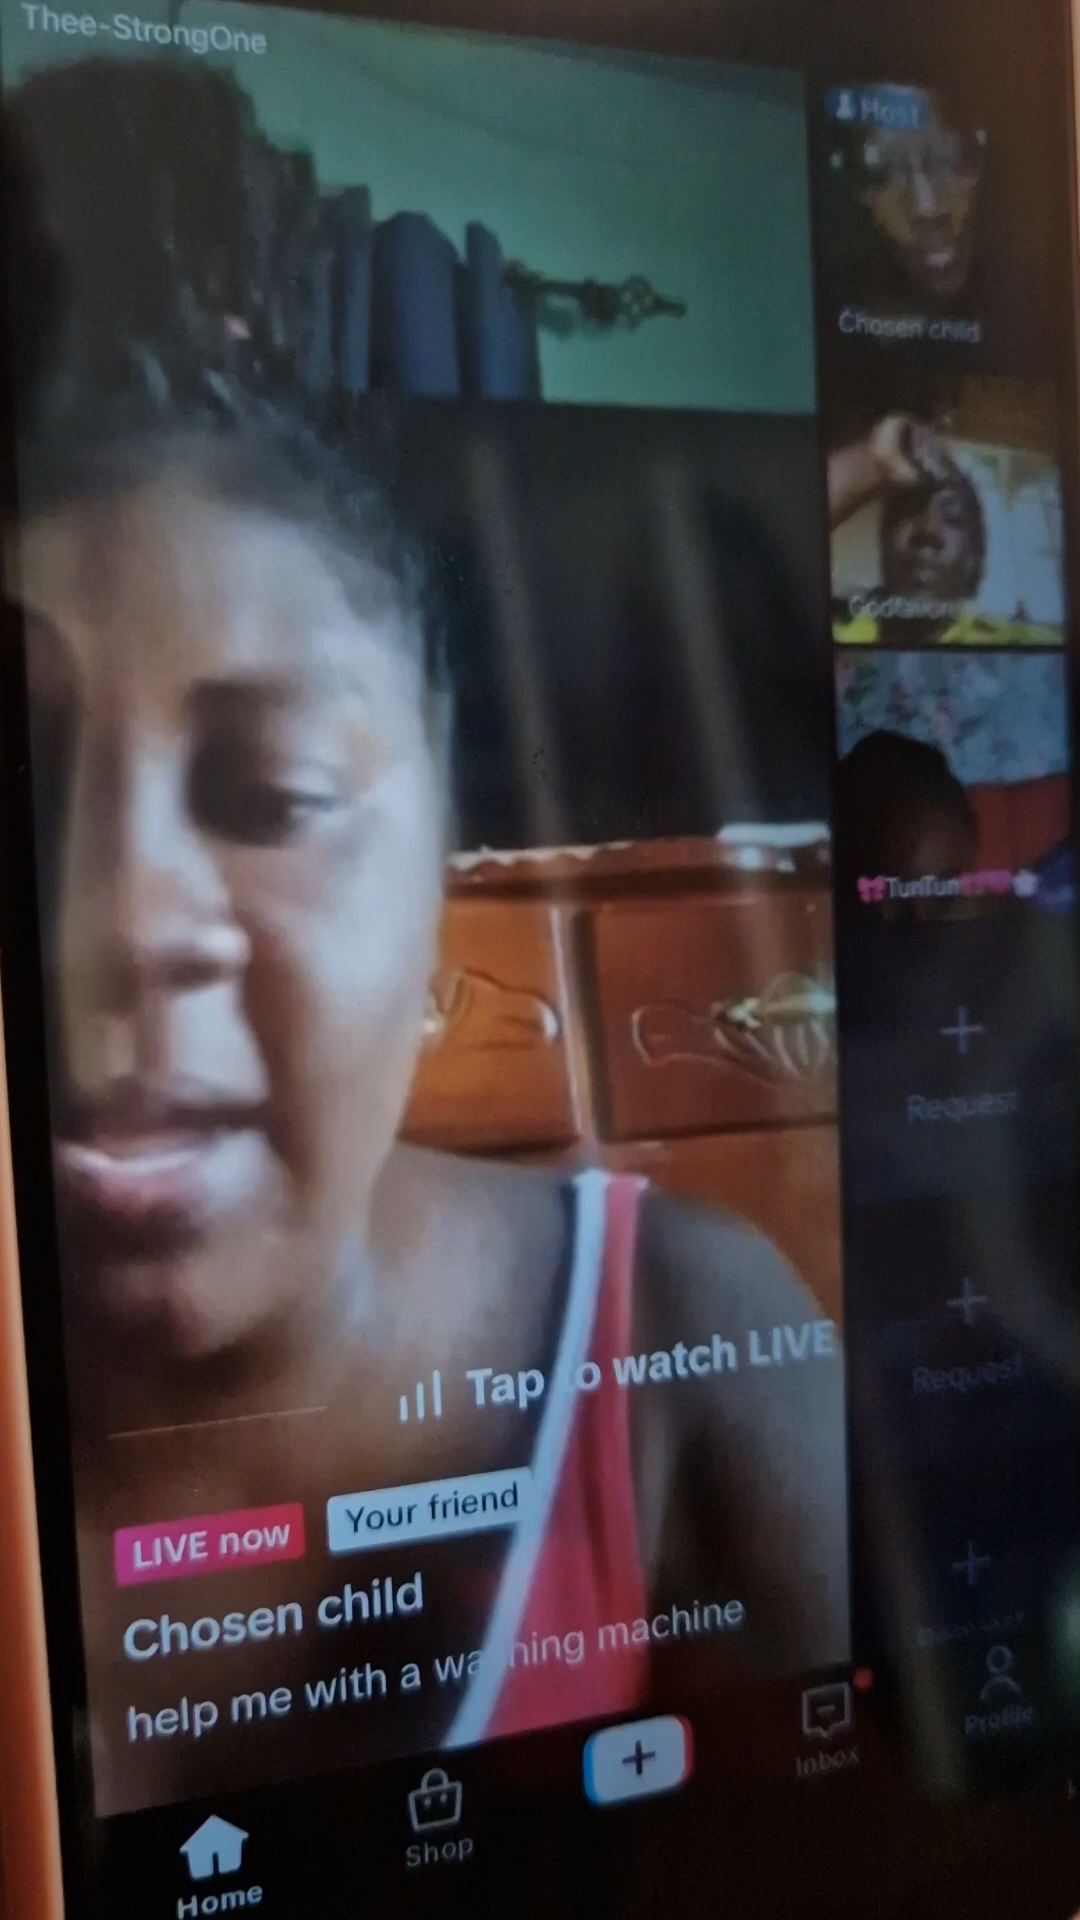 Thee-StrongOne
Host
Chosen child
TunTun
Request
Request
Tap to watch LIVE
LIVE now
Your friend
Chosen child
help me with a washing machine
Home
Shop
Inbox
Profile